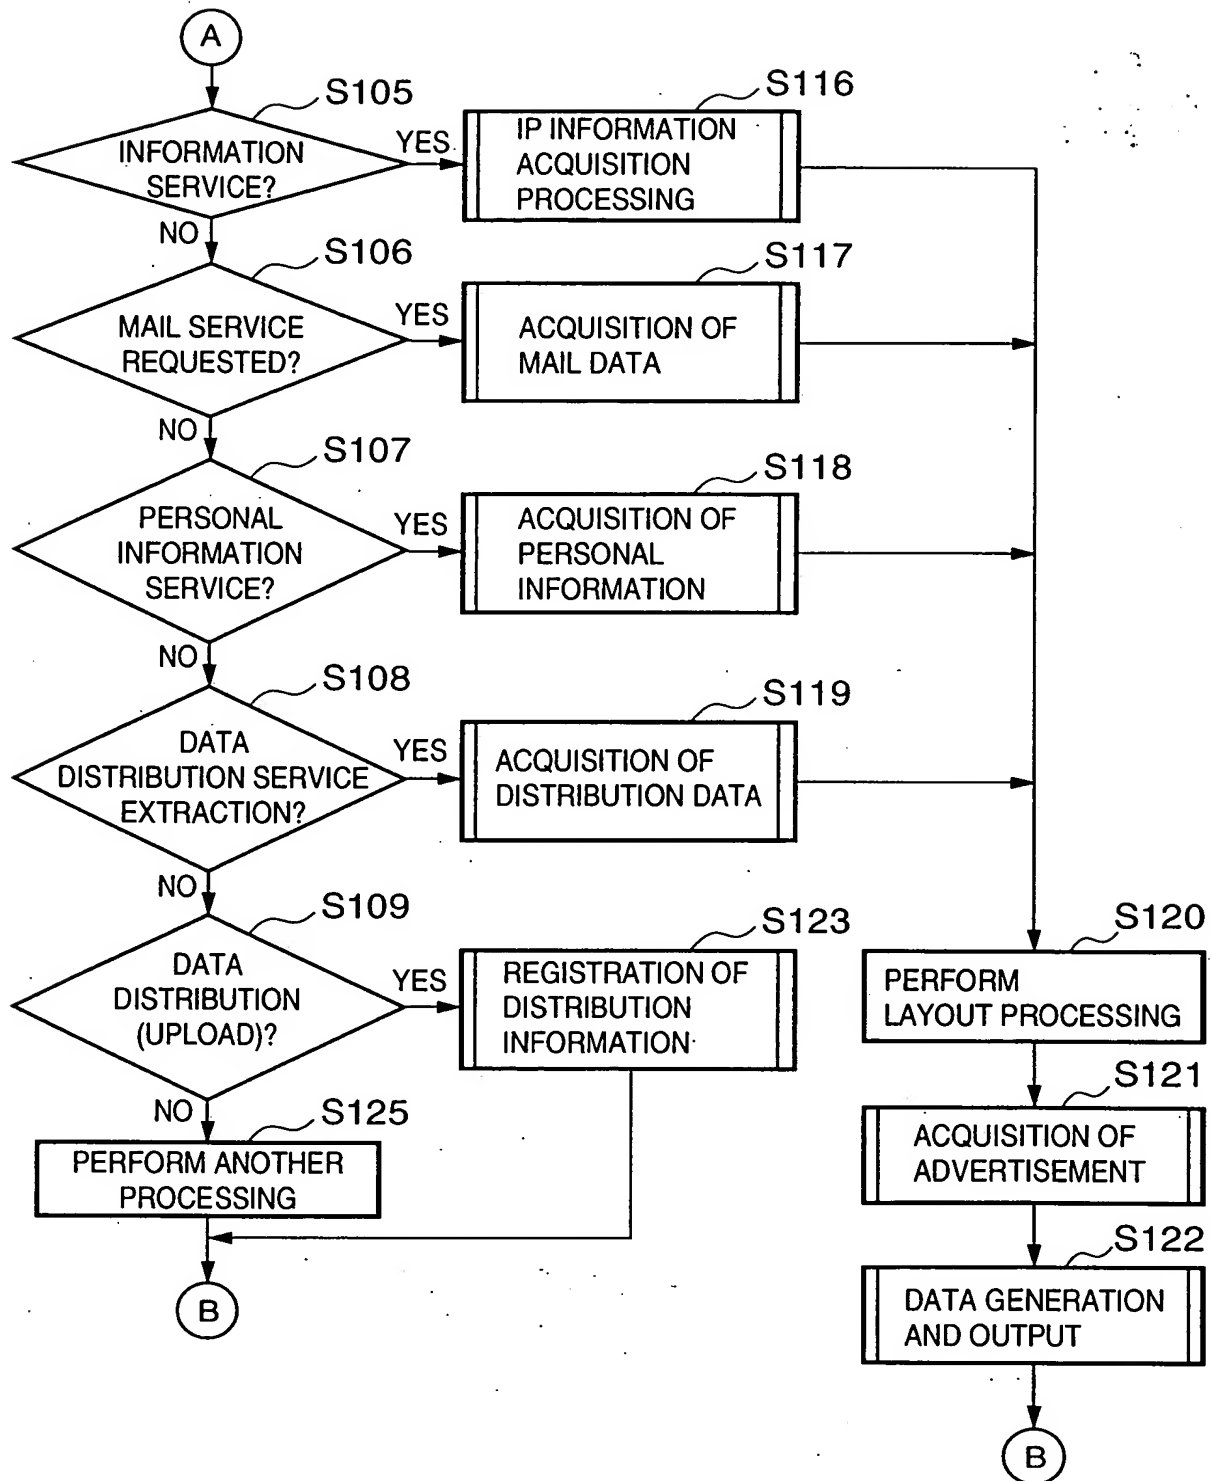 A
S105
INFORMATION
SERVICE?
YES
S116
IP INFORMATION
ACQUISITION
PROCESSING
NO
S106
MAIL SERVICE
REQUESTED?
YES
S117
ACQUISITION OF
MAIL DATA
NO
S107
PERSONAL
INFORMATION
SERVICE?
YES
S118
ACQUISITION OF
PERSONAL
INFORMATION
NO
S108
DATA
DISTRIBUTION SERVICE
EXTRACTION?
YES
S119
ACQUISITION OF
DISTRIBUTION DATA
NO
S109
DATA
DISTRIBUTION
(UPLOAD)?
YES
S123
REGISTRATION OF
DISTRIBUTION
INFORMATION
NO
S125
PERFORM ANOTHER
PROCESSING
B
S120
PERFORM
LAYOUT PROCESSING
S121
ACQUISITION OF
ADVERTISEMENT
S122
DATA GENERATION
AND OUTPUT
B